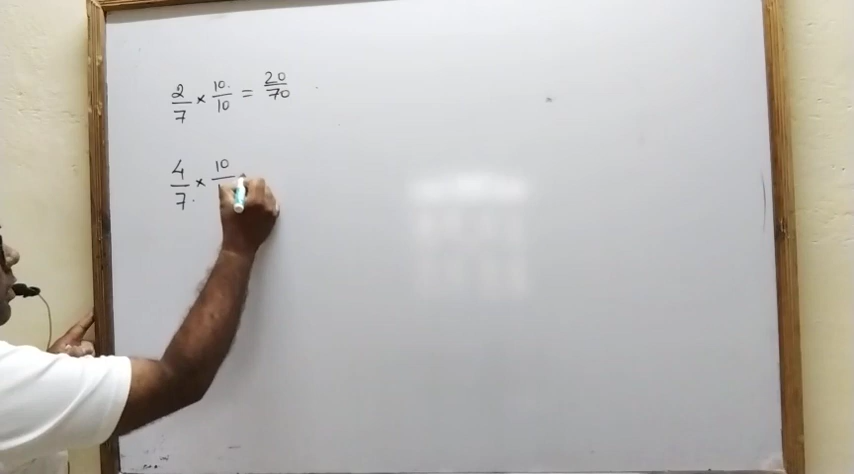 2/7 × 10/10 = 20/70
4/7 × 10/